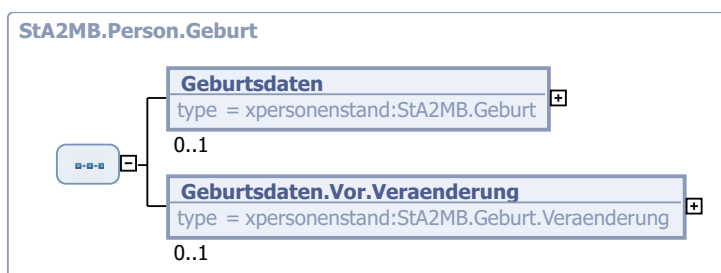 StA2MB.Person.Geburt
Geburtsdaten
type = xpersonenstand:StA2MB.Geburt
0..1
Geburtsdaten.Vor.Veraenderung
type = xpersonenstand:StA2MB.Geburt.Veraenderung
0..1